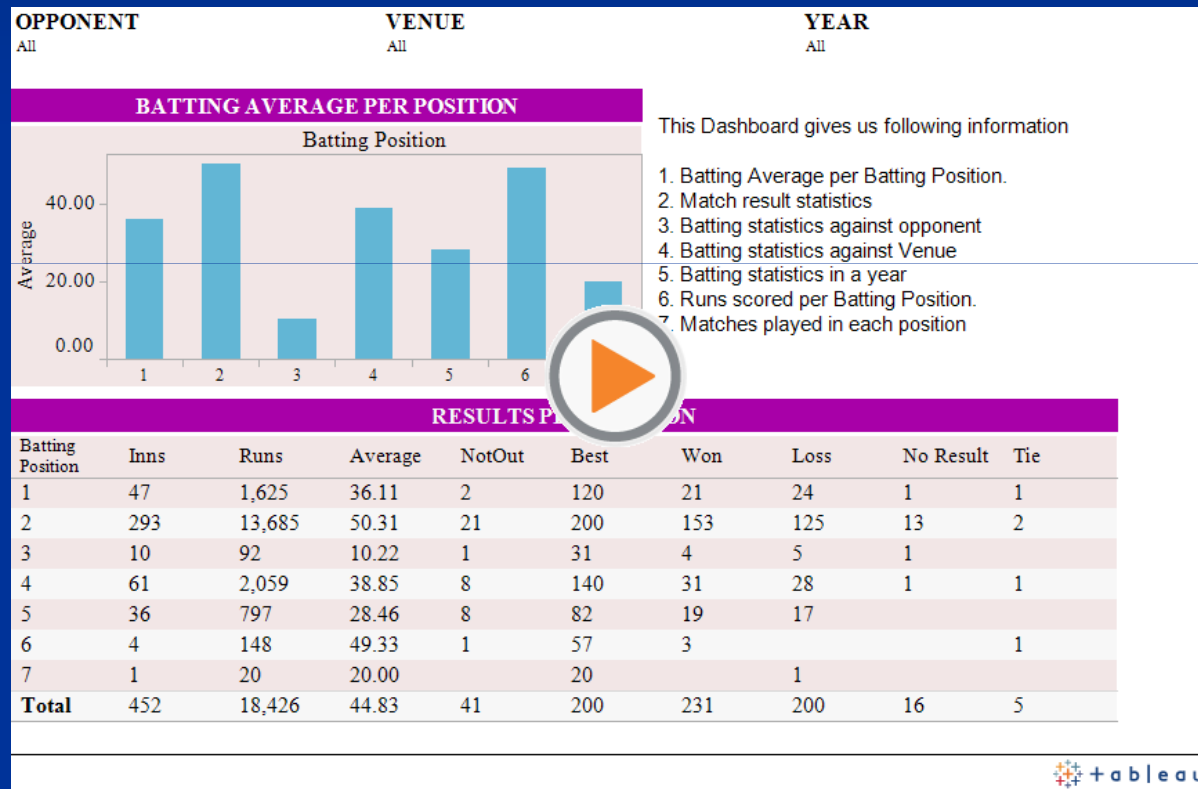 OPPONENT VENUE YEAR
All All All
BATTING AVERAGE PER POSITION
Batting Position
Average
40.00
20.00
0.00
1 2 3 4 5 6
This Dashboard gives us following information
1. Batting Average per Batting Position.
2. Match result statistics
3. Batting statistics against opponent
4. Batting statistics against Venue
5. Batting statistics in a year
6. Runs scored per Batting Position.
7. Matches played in each position
RESULTS
Batting Position Inns Runs Average NotOut Best Won Loss No Result Tie
1 47 1,625 36.11 2 120 21 24 1 1
2 293 13,685 50.31 21 200 153 125 13 2
3 10 92 10.22 1 31 4 5 1
4 61 2,059 38.85 8 140 31 28 1 1
5 36 797 28.46 8 82 19 17
6 4 148 49.33 1 57 3 1
7 1 20 20.00 20 1
Total 452 18,426 44.83 41 200 231 200 16 5